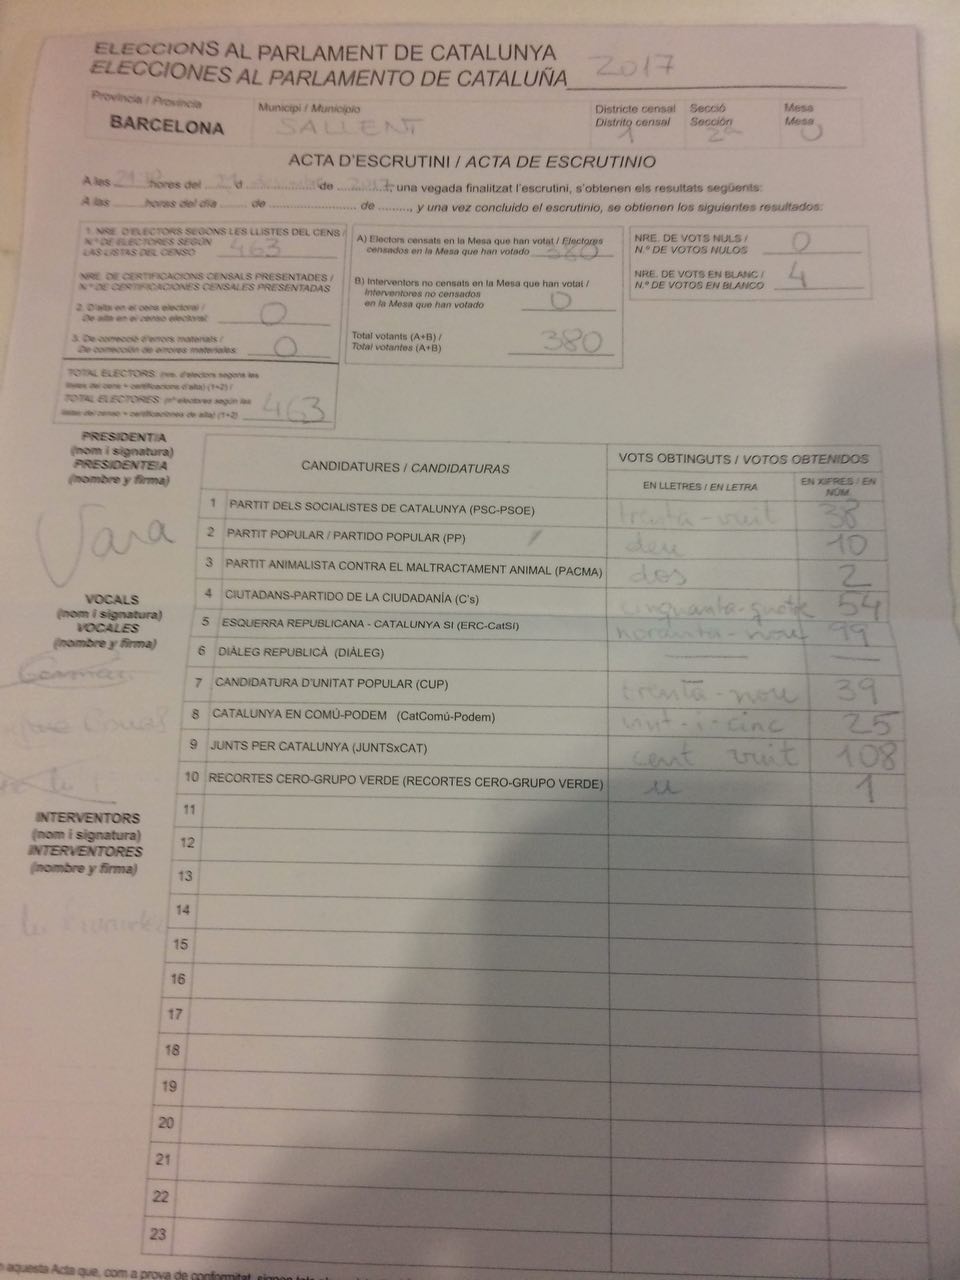 ELECCIONS AL PARLAMENT DE CATALUNYA
ELECCIONES AL PARLAMENTO DE CATALUÑA 2017
Província / Provincia
BARCELONA
Municipi / Municipio
SALLENT
Districte censal
Distrito censal
1
Secció
Sección
2ª
Mesa
Mesa
U
ACTA D'ESCRUTINI / ACTA DE ESCRUTINIO
A les hores del d de , una vegada finalitzat l'escrutini, s'obtenen els resultats següents:
A las horas del día de de , y una vez concluido el escrutinio, se obtienen los siguientes resultados:
1. NRE. D'ELECTORS SEGONS LES LLISTES DEL CENS /
N.º DE ELECTORES SEGÚN
LAS LISTAS DEL CENSO 463
NRE. DE CERTIFICACIONS CENSALS PRESENTADES /
N.º DE CERTIFICACIONES CENSALES PRESENTADAS
2. D'alta en el cens electoral /
De alta en el censo electoral: 0
3. De correcció d'errors materials /
De corrección de errores materiales: 0
TOTAL ELECTORS: (nre. d'electors segons les
llistes del cens + certificacions d'alta) (1+2) /
TOTAL ELECTORES: (nº electores según las
listas del censo + certificaciones de alta) (1+2) 463
A) Electors censats en la Mesa que han votat / Electores
censados en la Mesa que han votado 380
B) Interventors no censats en la Mesa que han votat /
Interventores no censados
en la Mesa que han votado 0
Total votants (A+B) /
Total votantes (A+B) 380
NRE. DE VOTS NULS /
N.º DE VOTOS NULOS 0
NRE. DE VOTS EN BLANC /
N.º DE VOTOS EN BLANCO 4
PRESIDENT/A
(nom i signatura)
PRESIDENTE/A
(nombre y firma)
VOCALS
(nom i signatura)
VOCALES
(nombre y firma)
INTERVENTORS
(nom i signatura)
INTERVENTORES
(nombre y firma)
CANDIDATURES / CANDIDATURAS
VOTS OBTINGUTS / VOTOS OBTENIDOS
EN LLETRES / EN LETRA
EN XIFRES / EN NÚM.
1 PARTIT DELS SOCIALISTES DE CATALUNYA (PSC-PSOE) trenta-vuit 38
2 PARTIT POPULAR / PARTIDO POPULAR (PP) deu 10
3 PARTIT ANIMALISTA CONTRA EL MALTRACTAMENT ANIMAL (PACMA) dos 2
4 CIUTADANS-PARTIDO DE LA CIUDADANÍA (C's) cinquanta-quatre 54
5 ESQUERRA REPUBLICANA - CATALUNYA SI (ERC-CatSí) noranta-nou 99
6 DIÀLEG REPUBLICÀ (DIÀLEG)
7 CANDIDATURA D'UNITAT POPULAR (CUP) trenta-nou 39
8 CATALUNYA EN COMÚ-PODEM (CatComú-Podem) vint-i-cinc 25
9 JUNTS PER CATALUNYA (JUNTSxCAT) cent vuit 108
10 RECORTES CERO-GRUPO VERDE (RECORTES CERO-GRUPO VERDE) u 1
11
12
13
14
15
16
17
18
19
20
21
22
23
aquesta Acta que, com a prova de conformitat, signen